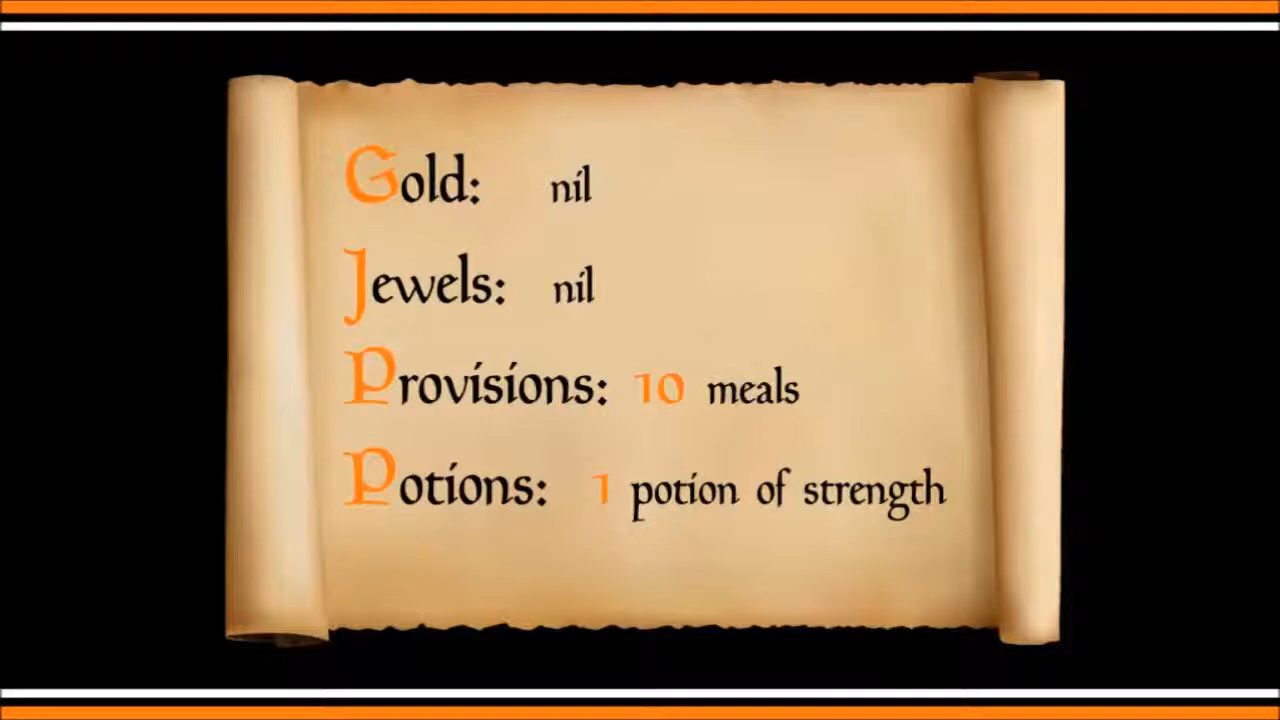 Gold: nil
Jewels: nil
Provisions: 10 meals
Potions: 1 potion of strength